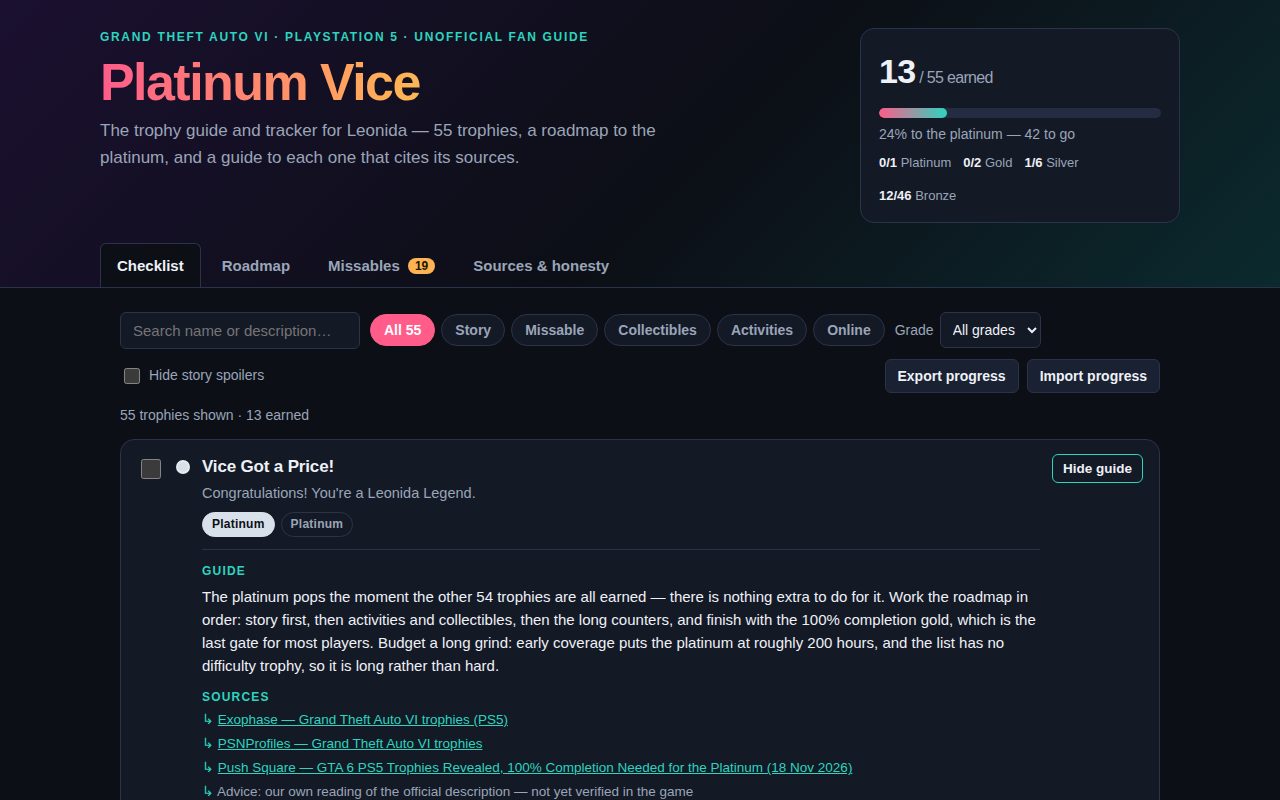 GRAND THEFT AUTO VI · PLAYSTATION 5 · UNOFFICIAL FAN GUIDE
Platinum Vice
The trophy guide and tracker for Leonida — 55 trophies, a roadmap to the
platinum, and a guide to each one that cites its sources.
13 / 55 earned
24% to the platinum — 42 to go
0/1 Platinum 0/2 Gold 1/6 Silver
12/46 Bronze
Checklist Roadmap Missables 19 Sources & honesty
Search name or description… All 55 Story Missable Collectibles Activities Online Grade All grades
Hide story spoilers Export progress Import progress
55 trophies shown · 13 earned
Vice Got a Price! Hide guide
Congratulations! You're a Leonida Legend.
Platinum Platinum
GUIDE
The platinum pops the moment the other 54 trophies are all earned — there is nothing extra to do for it. Work the roadmap in
order: story first, then activities and collectibles, then the long counters, and finish with the 100% completion gold, which is the
last gate for most players. Budget a long grind: early coverage puts the platinum at roughly 200 hours, and the list has no
difficulty trophy, so it is long rather than hard.
SOURCES
↳ Exophase — Grand Theft Auto VI trophies (PS5)
↳ PSNProfiles — Grand Theft Auto VI trophies
↳ Push Square — GTA 6 PS5 Trophies Revealed, 100% Completion Needed for the Platinum (18 Nov 2026)
↳ Advice: our own reading of the official description — not yet verified in the game